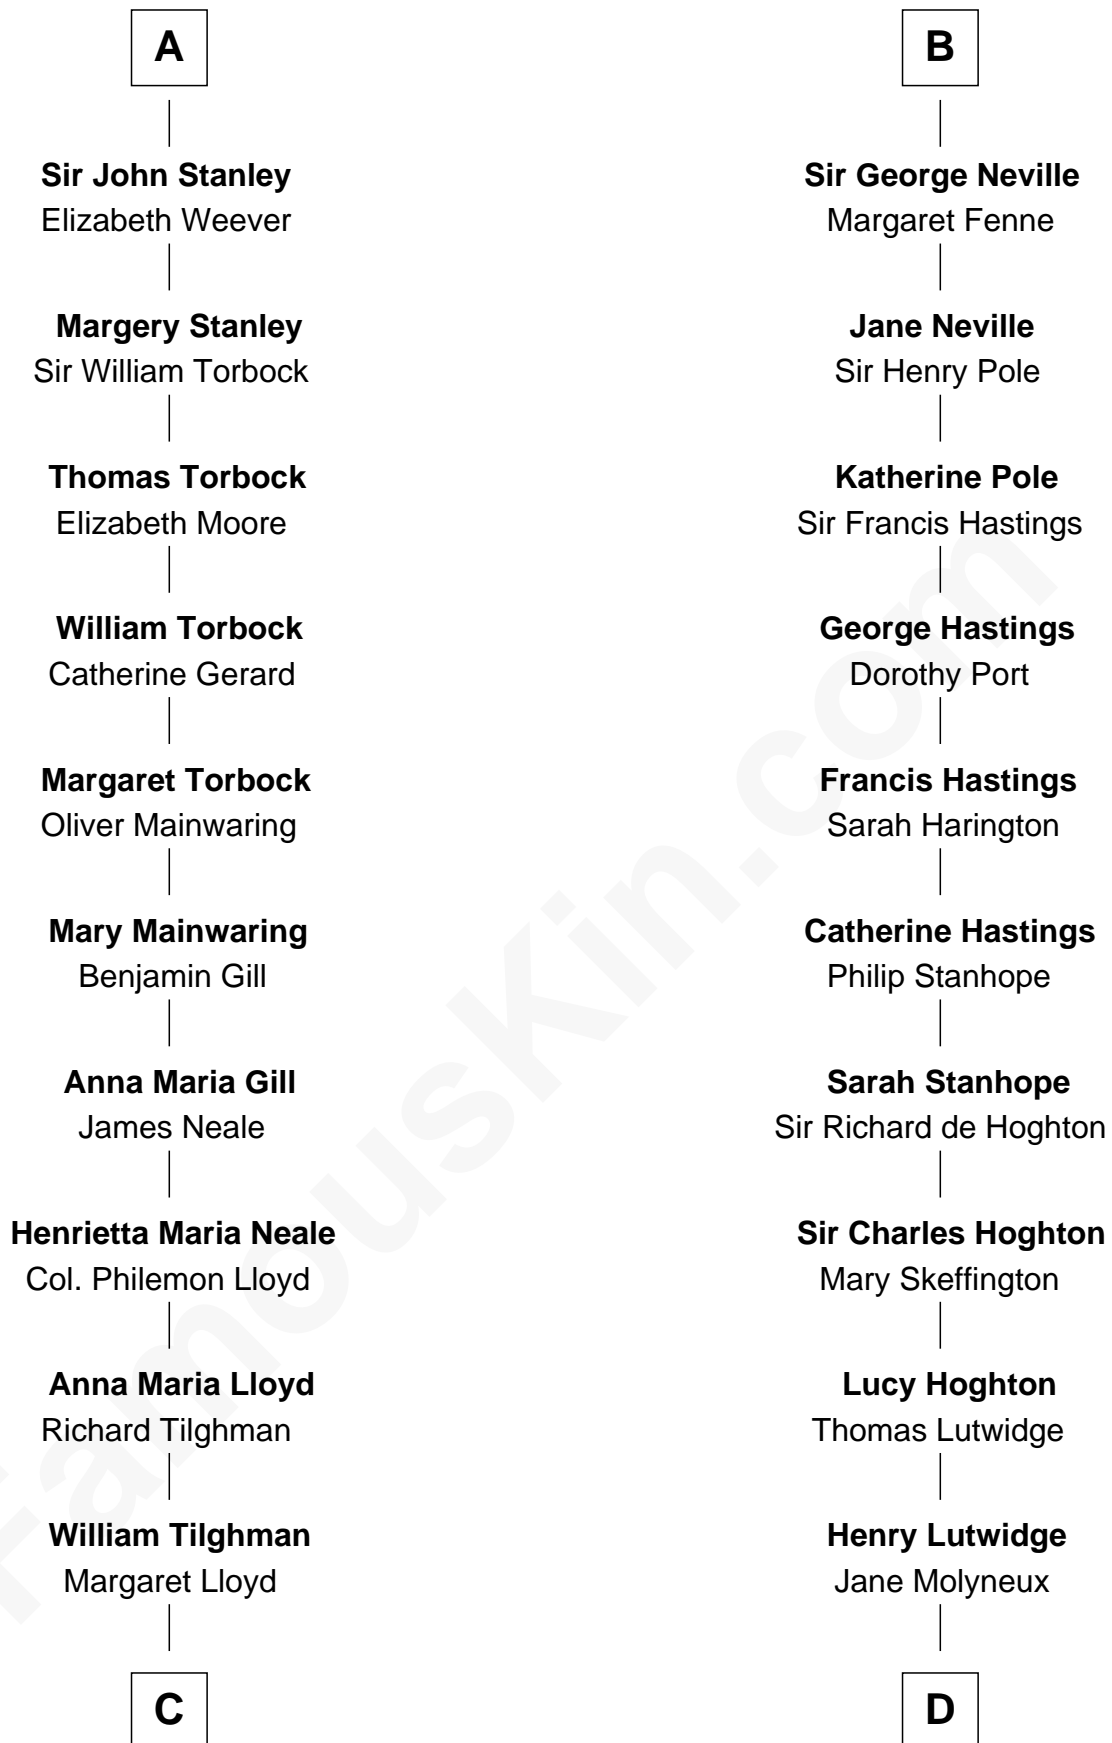 A
Sir John Stanley
Elizabeth Weever
Margery Stanley
Sir William Torbock
Thomas Torbock
Elizabeth Moore
William Torbock
Catherine Gerard
Margaret Torbock
Oliver Mainwaring
Mary Mainwaring
Benjamin Gill
Anna Maria Gill
James Neale
Henrietta Maria Neale
Col. Philemon Lloyd
Anna Maria Lloyd
Richard Tilghman
William Tilghman
Margaret Lloyd
C
B
Sir George Neville
Margaret Fenne
Jane Neville
Sir Henry Pole
Katherine Pole
Sir Francis Hastings
George Hastings
Dorothy Port
Francis Hastings
Sarah Harington
Catherine Hastings
Philip Stanhope
Sarah Stanhope
Sir Richard de Hoghton
Sir Charles Hoghton
Mary Skeffington
Lucy Hoghton
Thomas Lutwidge
Henry Lutwidge
Jane Molyneux
D
FamousKin.com